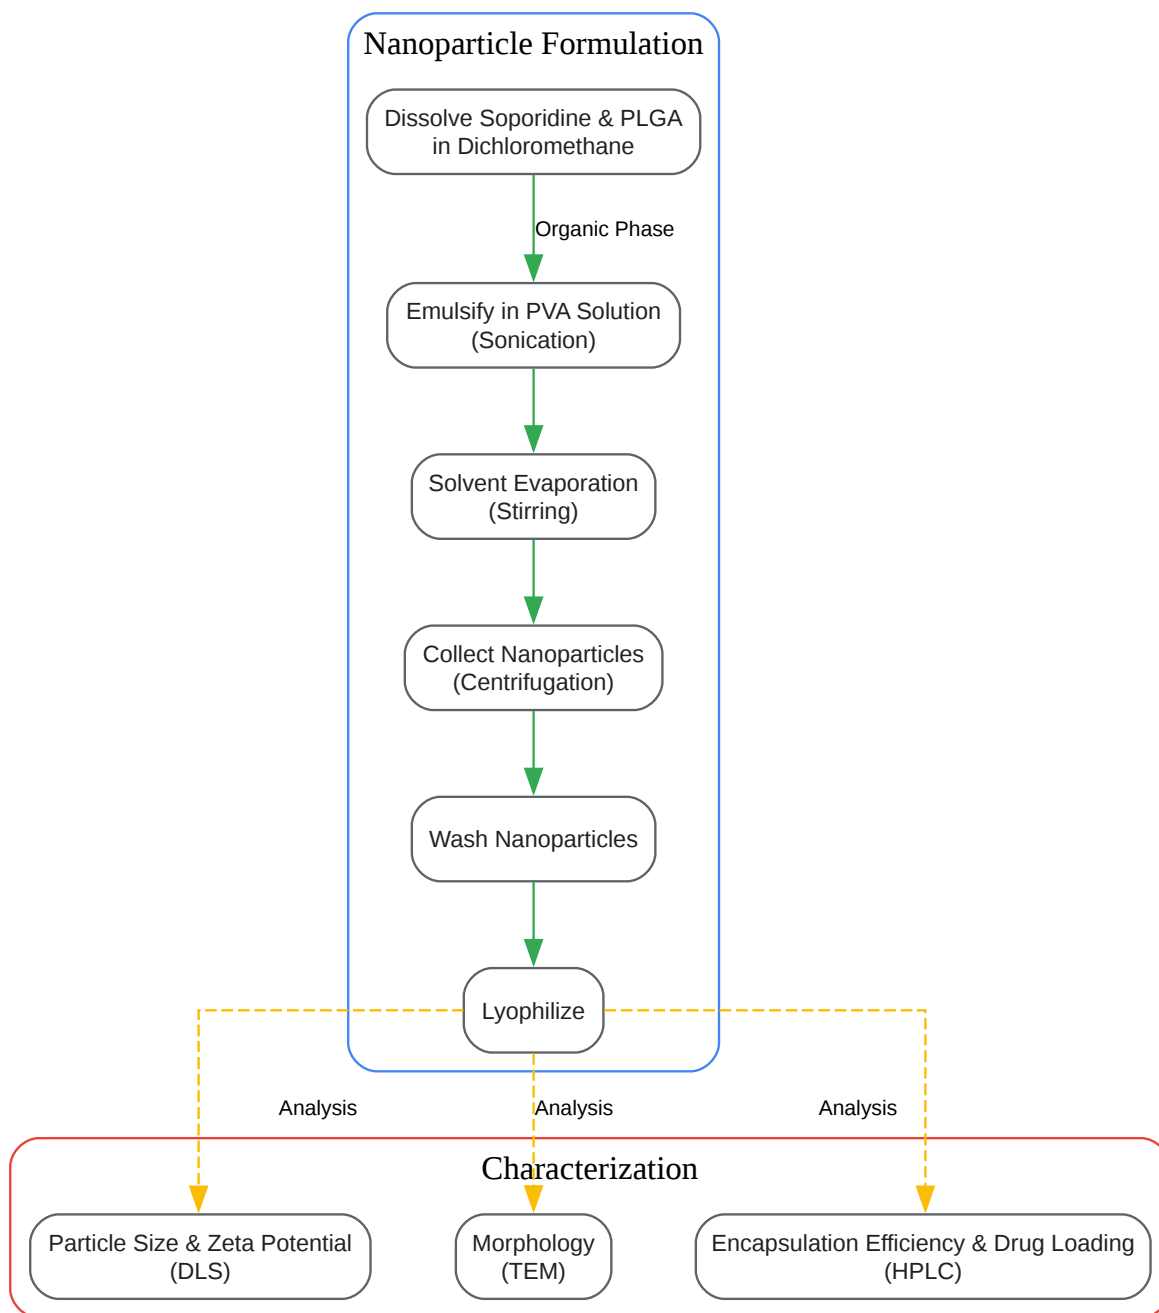 Nanoparticle Formulation
Dissolve Soporidine & PLGA
in Dichloromethane
Organic Phase
Emulsify in PVA Solution
(Sonication)
Solvent Evaporation
(Stirring)
Collect Nanoparticles
(Centrifugation)
Wash Nanoparticles
Lyophilize
Analysis
Analysis
Analysis
Characterization
Particle Size & Zeta Potential
(DLS)
Morphology
(TEM)
Encapsulation Efficiency & Drug Loading
(HPLC)